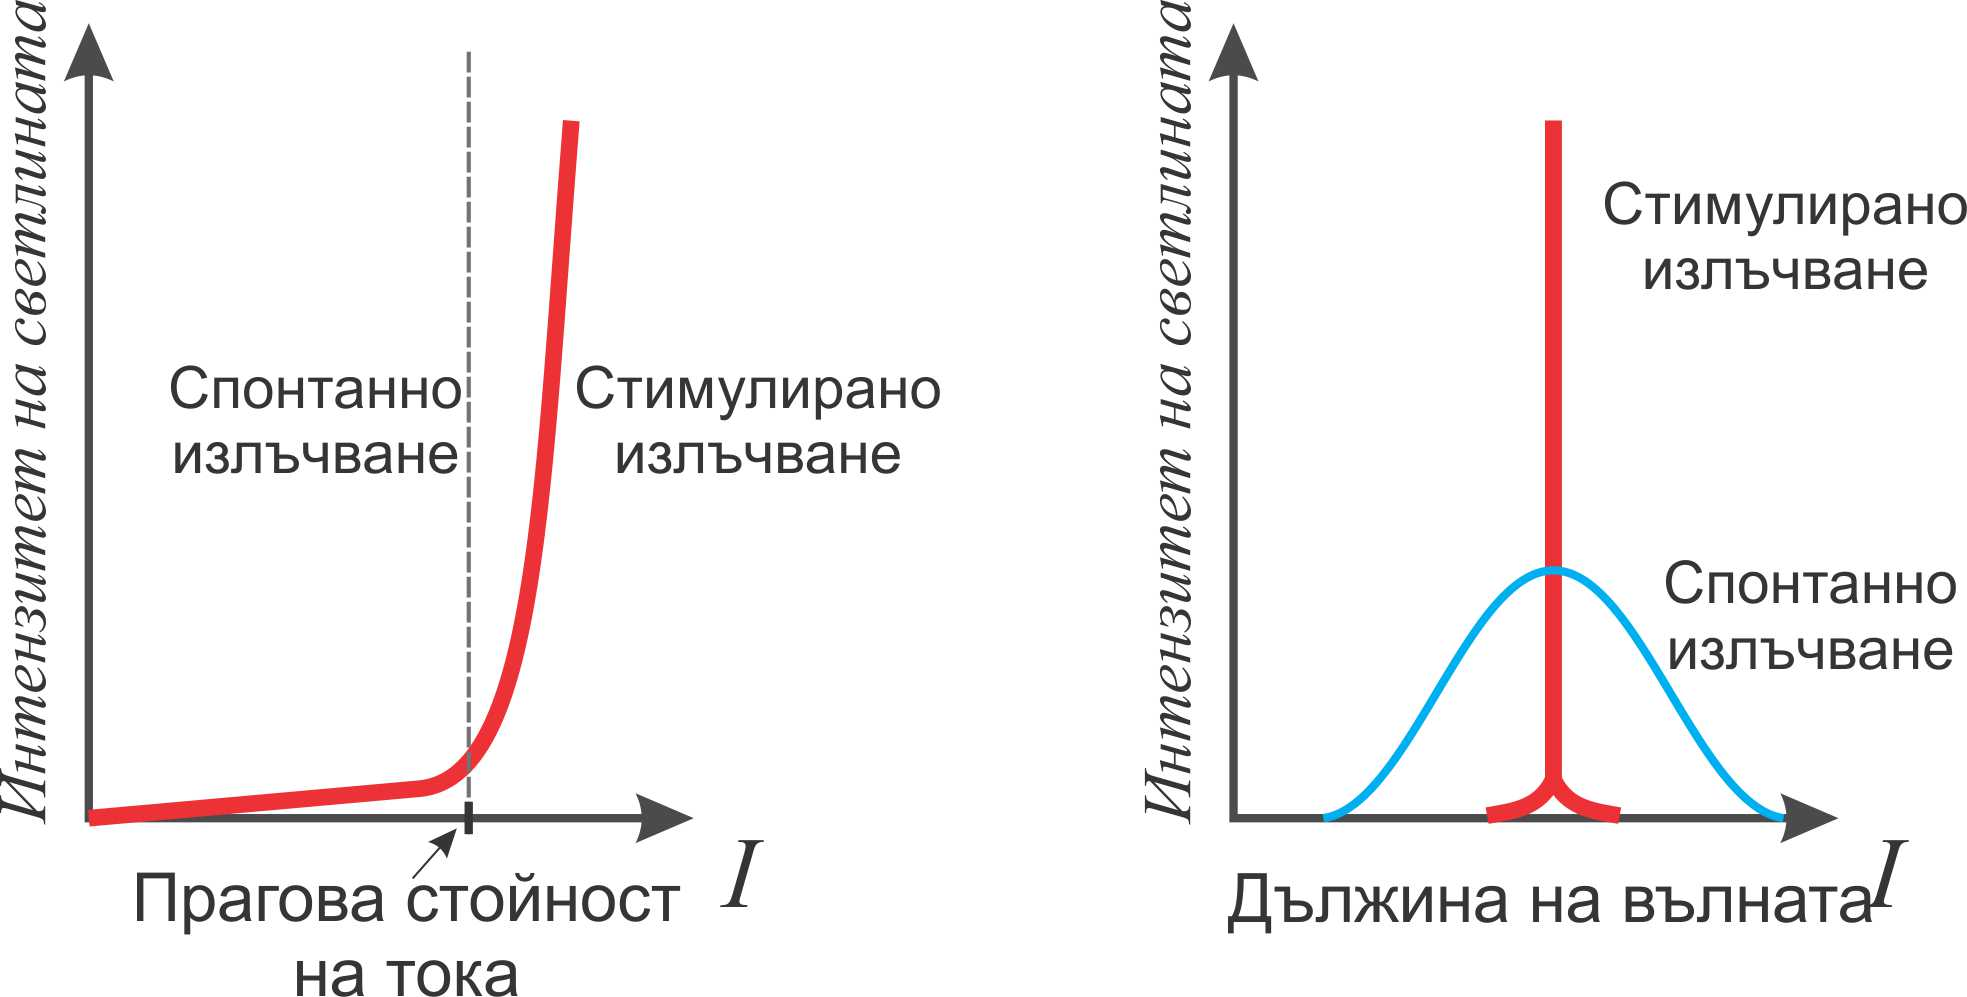 Интензитет на светлината
Спонтанно
излъчване
Стимулирано
излъчване
Прагова стойност
на тока
I
Интензитет на светлината
Стимулирано
излъчване
Спонтанно
излъчване
Дължина на вълната
I